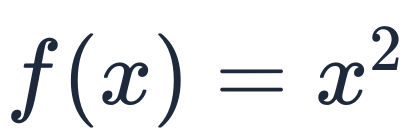 f(x) = x²